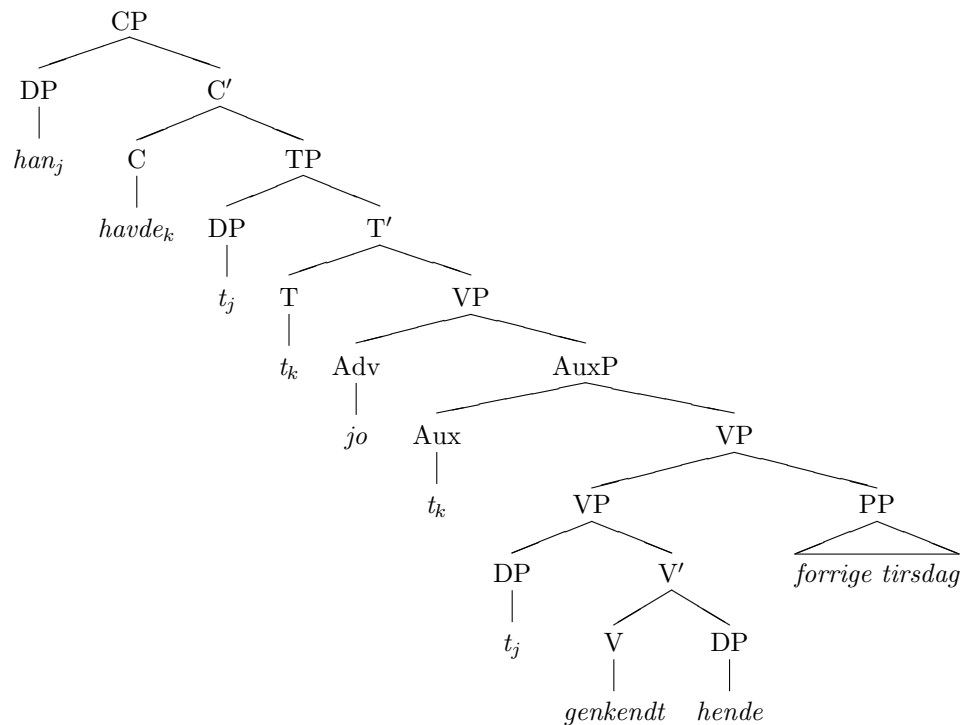 CP
DP C′
han_j C TP
havde_k DP T′
t_j T VP
t_k Adv AuxP
jo Aux VP
t_k VP PP
DP V′ forrige tirsdag
t_j V DP
genkendt hende